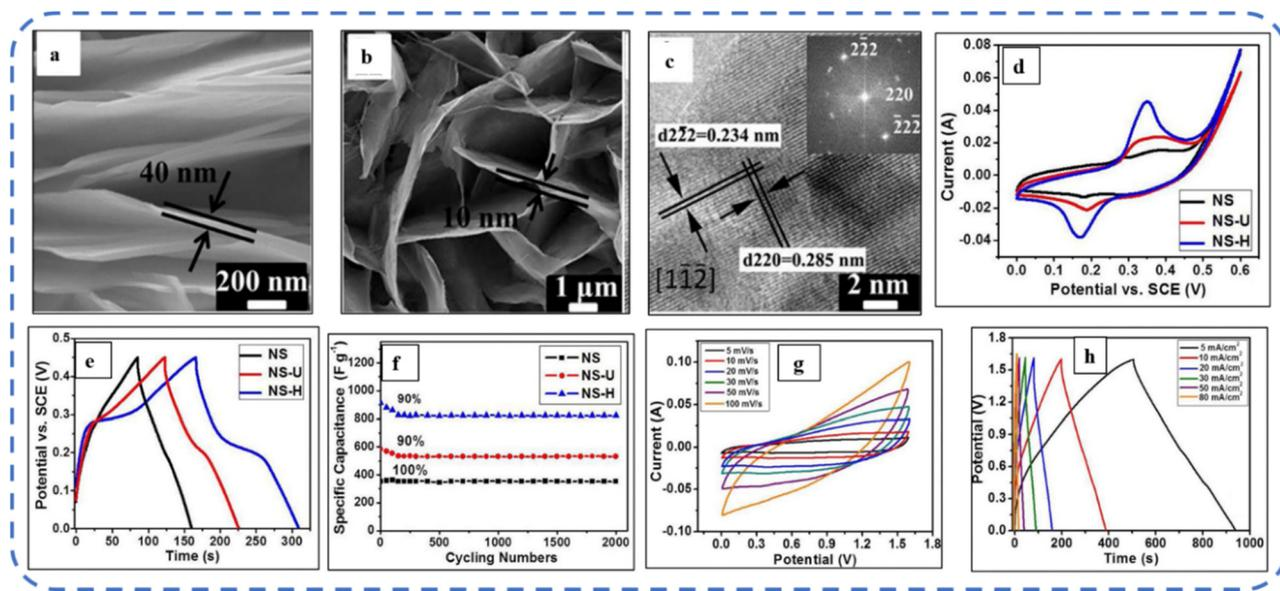 a
40 nm
200 nm
b
10 nm
1 µm
c
22̄2
220
2̄22̄
d22̄2=0.234 nm
d220=0.285 nm
[11̄2̄]
2 nm
d
Current (A)
0.08
0.06
0.04
0.02
0.00
-0.02
-0.04
NS
NS-U
NS-H
0.0 0.1 0.2 0.3 0.4 0.5 0.6
Potential vs. SCE (V)
e
Potential vs. SCE (V)
0.5
0.4
0.3
0.2
0.1
0.0
NS
NS-U
NS-H
0 50 100 150 200 250 300
Time (s)
f
Specific Capacitance (F g⁻¹)
1200
1000
800
600
400
200
0
NS
NS-U
NS-H
90%
90%
100%
0 500 1000 1500 2000
Cycling Numbers
g
Current (A)
0.10
0.05
0.00
-0.05
-0.10
5 mV/s
10 mV/s
20 mV/s
30 mV/s
50 mV/s
100 mV/s
0.0 0.3 0.6 0.9 1.2 1.5 1.8
Potential (V)
h
Potential (V)
1.8
1.5
1.2
0.9
0.6
0.3
0.0
5 mA/cm²
10 mA/cm²
20 mA/cm²
30 mA/cm²
50 mA/cm²
80 mA/cm²
0 200 400 600 800 1000
Time (s)